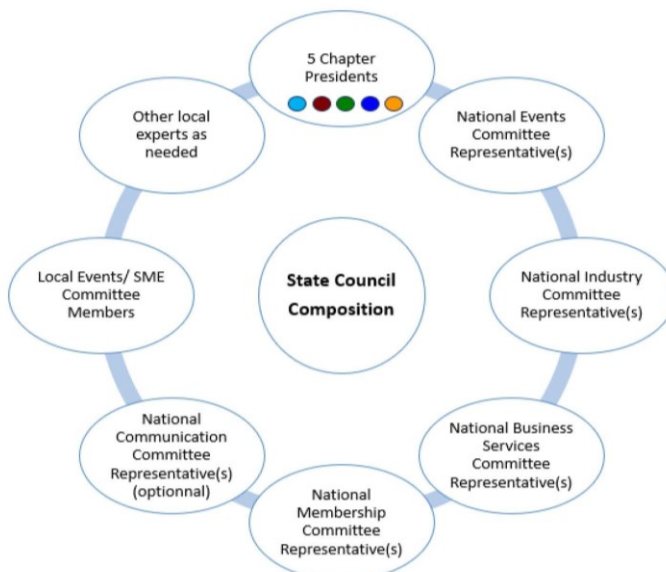 5 Chapter
Presidents
National Events
Committee
Representative(s)
National Industry
Committee
Representative(s)
National Business
Services
Committee
Representative(s)
National
Membership
Committee
Representative(s)
National
Communication
Committee
Representative(s)
(optionnal)
Local Events/ SME
Committee
Members
Other local
experts as
needed
State Council
Composition